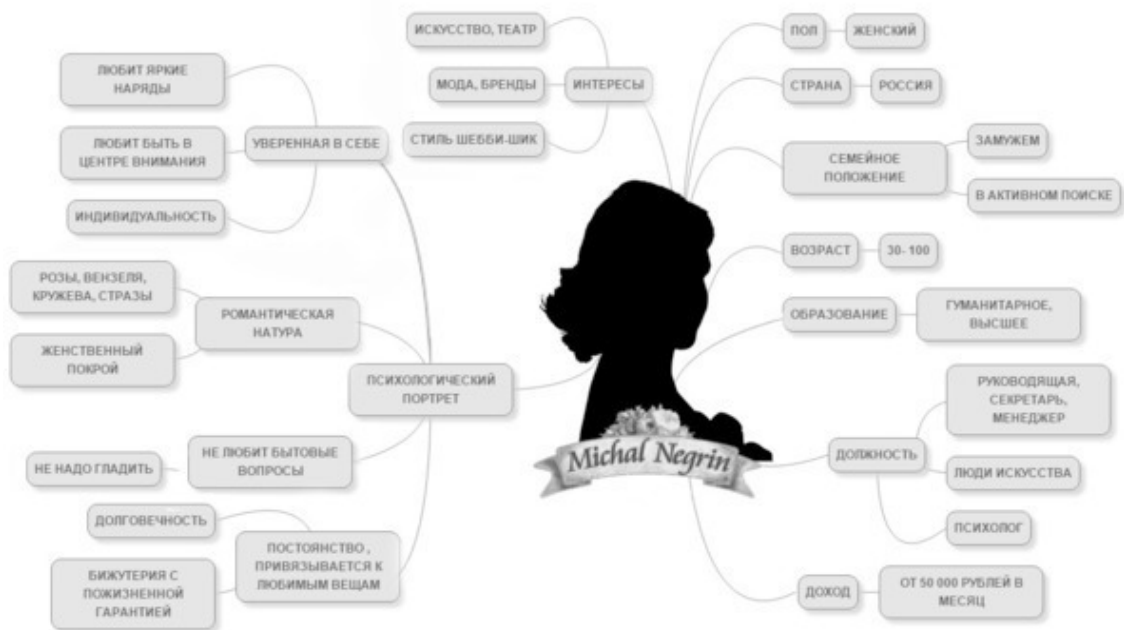 ИСКУССТВО, ТЕАТР
МОДА, БРЕНДЫ
СТИЛЬ ШЕББИ-ШИК
ИНТЕРЕСЫ
ЛЮБИТ ЯРКИЕ
НАРЯДЫ
ЛЮБИТ БЫТЬ В
ЦЕНТРЕ ВНИМАНИЯ
ИНДИВИДУАЛЬНОСТЬ
УВЕРЕННАЯ В СЕБЕ
РОЗЫ, ВЕНЗЕЛЯ,
КРУЖЕВА, СТРАЗЫ
ЖЕНСТВЕННЫЙ
ПОКРОЙ
РОМАНТИЧЕСКАЯ
НАТУРА
ПСИХОЛОГИЧЕСКИЙ
ПОРТРЕТ
НЕ НАДО ГЛАДИТЬ
НЕ ЛЮБИТ БЫТОВЫЕ
ВОПРОСЫ
ДОЛГОВЕЧНОСТЬ
БИЖУТЕРИЯ С
ПОЖИЗНЕННОЙ
ГАРАНТИЕЙ
ПОСТОЯНСТВО ,
ПРИВЯЗЫВАЕТСЯ К
ЛЮБИМЫМ ВЕЩАМ
Michal Negrin
ПОЛ
ЖЕНСКИЙ
СТРАНА
РОССИЯ
СЕМЕЙНОЕ
ПОЛОЖЕНИЕ
ЗАМУЖЕМ
В АКТИВНОМ ПОИСКЕ
ВОЗРАСТ
30- 100
ОБРАЗОВАНИЕ
ГУМАНИТАРНОЕ,
ВЫСШЕЕ
ДОЛЖНОСТЬ
РУКОВОДЯЩАЯ,
СЕКРЕТАРЬ,
МЕНЕДЖЕР
ЛЮДИ ИСКУССТВА
ПСИХОЛОГ
ДОХОД
ОТ 50 000 РУБЛЕЙ В
МЕСЯЦ